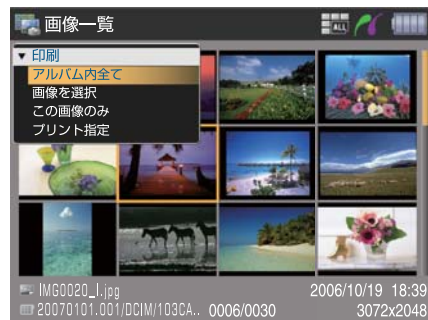 画像一覧
ALL
▼ 印刷
アルバム内全て
画像を選択
この画像のみ
プリント指定
IMG0020_I.jpg 2006/10/19 18:39
20070101.001/DCIM/103CA.. 0006/0030 3072x2048